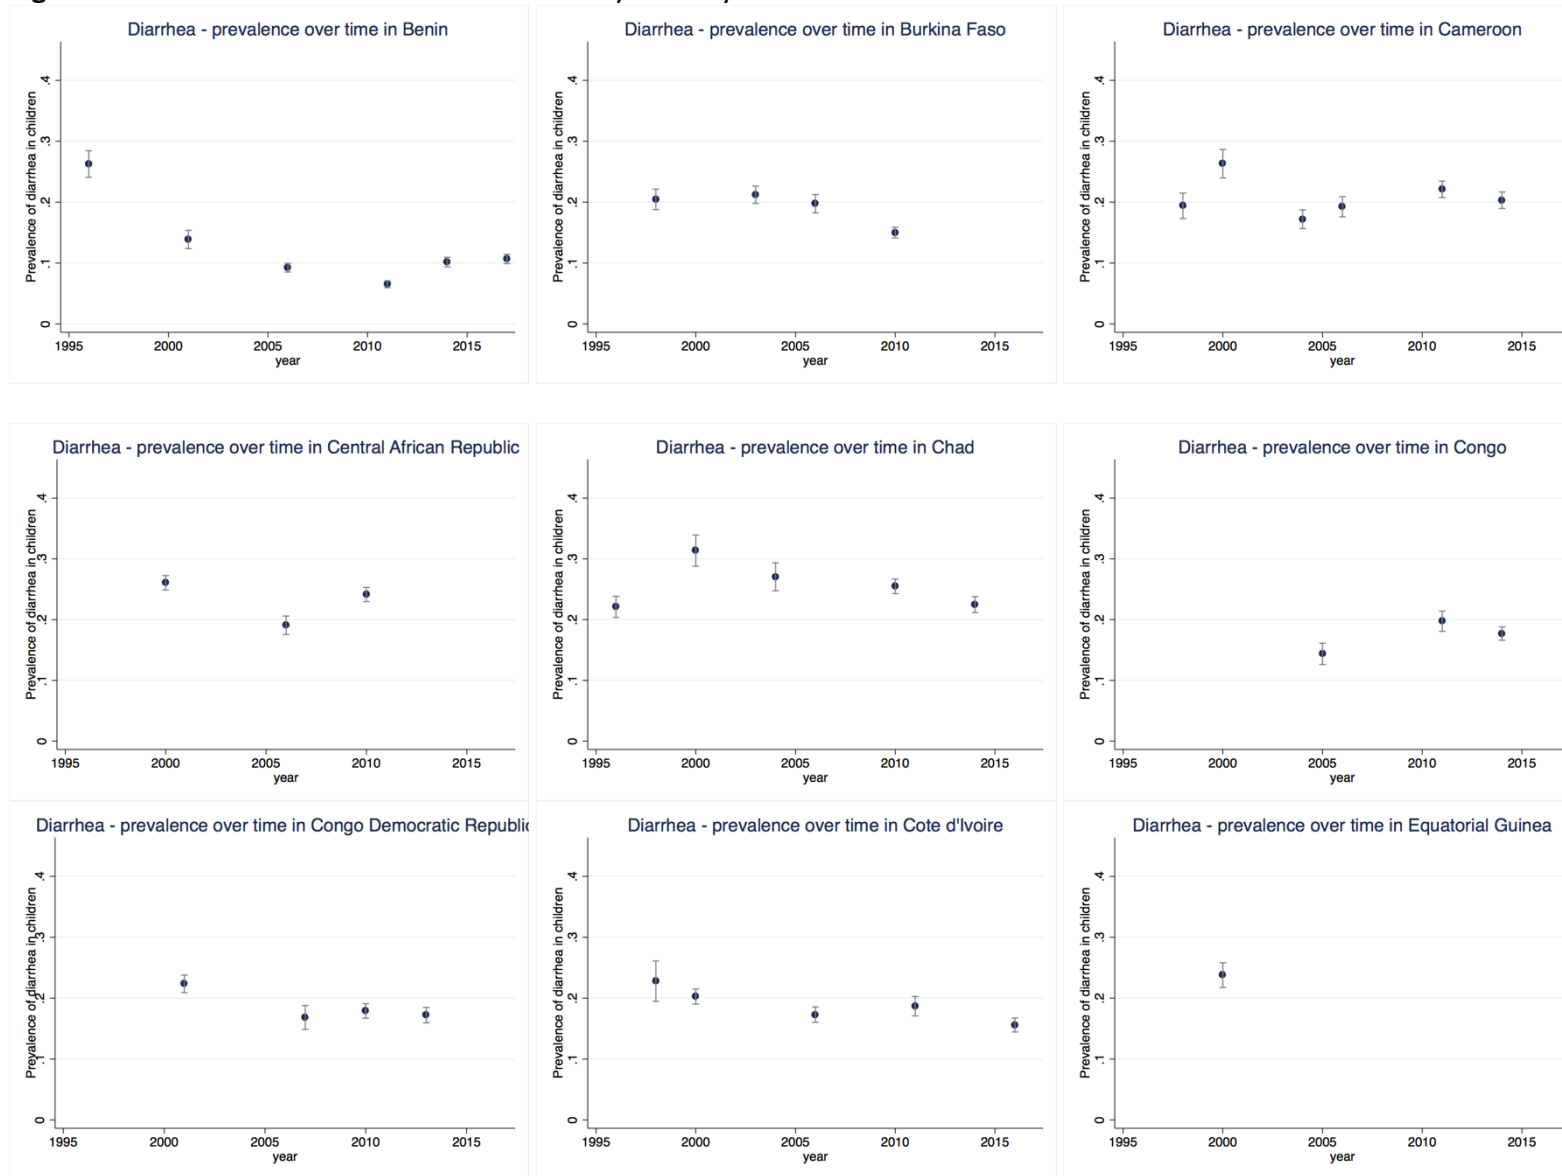 Diarrhea - prevalence over time in Benin
Prevalence of diarrhea in children
.4
.3
.2
.1
0
1995 2000 2005 2010 2015
year
Diarrhea - prevalence over time in Burkina Faso
Prevalence of diarrhea in children
.4
.3
.2
.1
0
1995 2000 2005 2010 2015
year
Diarrhea - prevalence over time in Cameroon
Prevalence of diarrhea in children
.4
.3
.2
.1
0
1995 2000 2005 2010 2015
year
Diarrhea - prevalence over time in Central African Republic
Prevalence of diarrhea in children
.4
.3
.2
.1
0
1995 2000 2005 2010 2015
year
Diarrhea - prevalence over time in Chad
Prevalence of diarrhea in children
.4
.3
.2
.1
0
1995 2000 2005 2010 2015
year
Diarrhea - prevalence over time in Congo
Prevalence of diarrhea in children
.4
.3
.2
.1
0
1995 2000 2005 2010 2015
year
Diarrhea - prevalence over time in Congo Democratic Republic
Prevalence of diarrhea in children
.4
.3
.2
.1
0
1995 2000 2005 2010 2015
year
Diarrhea - prevalence over time in Cote d'Ivoire
Prevalence of diarrhea in children
.4
.3
.2
.1
0
1995 2000 2005 2010 2015
year
Diarrhea - prevalence over time in Equatorial Guinea
Prevalence of diarrhea in children
.4
.3
.2
.1
0
1995 2000 2005 2010 2015
year